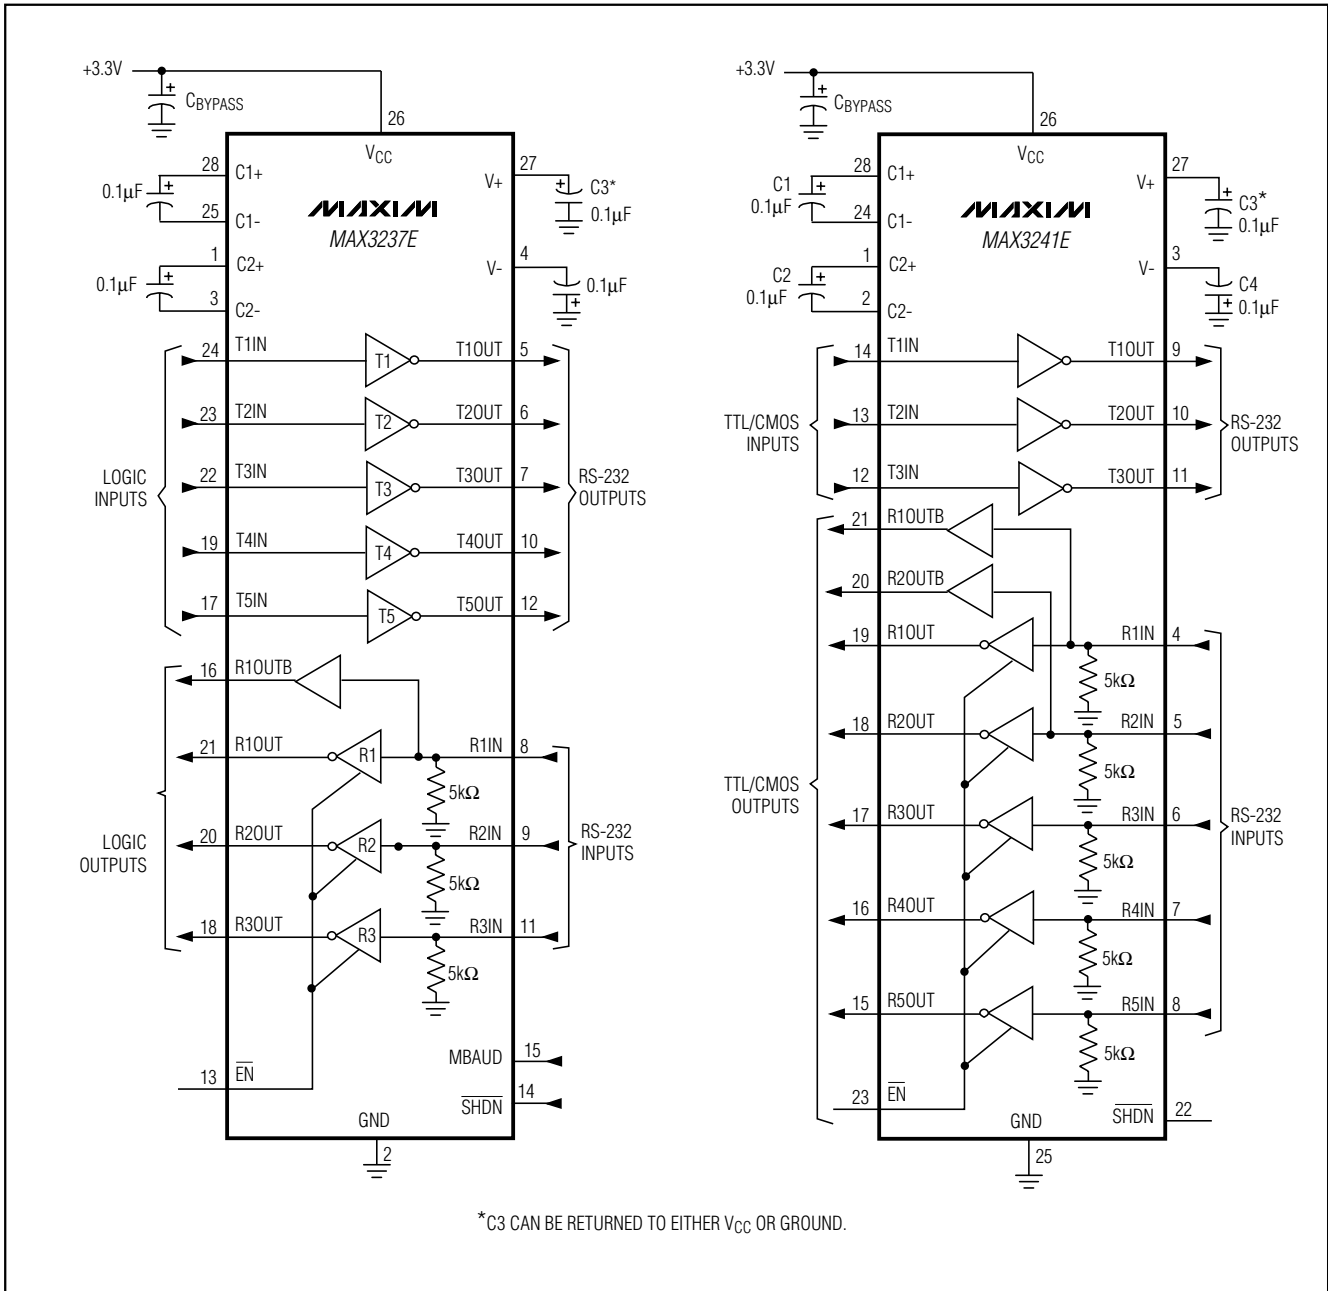 +3.3V
CBYPASS
26
VCC
28
C1+
0.1µF
25
C1-
1
C2+
0.1µF
3
C2-
MAXIM
MAX3237E
27
V+
C3*
0.1µF
4
V-
0.1µF
24
T1IN
T1
T1OUT
5
23
T2IN
T2
T2OUT
6
22
T3IN
T3
T3OUT
7
19
T4IN
T4
T4OUT
10
17
T5IN
T5
T5OUT
12
LOGIC
INPUTS
RS-232
OUTPUTS
16
R1OUTB
21
R1OUT
R1
R1IN
8
5kΩ
20
R2OUT
R2
R2IN
9
5kΩ
18
R3OUT
R3
R3IN
11
5kΩ
LOGIC
OUTPUTS
RS-232
INPUTS
MBAUD
15
13
EN
SHDN
14
GND
2
+3.3V
CBYPASS
26
VCC
28
C1+
C1
0.1µF
24
C1-
1
C2+
C2
0.1µF
2
C2-
MAXIM
MAX3241E
27
V+
C3*
0.1µF
3
V-
C4
0.1µF
14
T1IN
T1OUT
9
13
T2IN
T2OUT
10
12
T3IN
T3OUT
11
TTL/CMOS
INPUTS
RS-232
OUTPUTS
21
R1OUTB
20
R2OUTB
19
R1OUT
R1IN
4
5kΩ
18
R2OUT
R2IN
5
5kΩ
17
R3OUT
R3IN
6
5kΩ
16
R4OUT
R4IN
7
5kΩ
15
R5OUT
R5IN
8
5kΩ
TTL/CMOS
OUTPUTS
RS-232
INPUTS
23
EN
SHDN
22
GND
25
*C3 CAN BE RETURNED TO EITHER VCC OR GROUND.